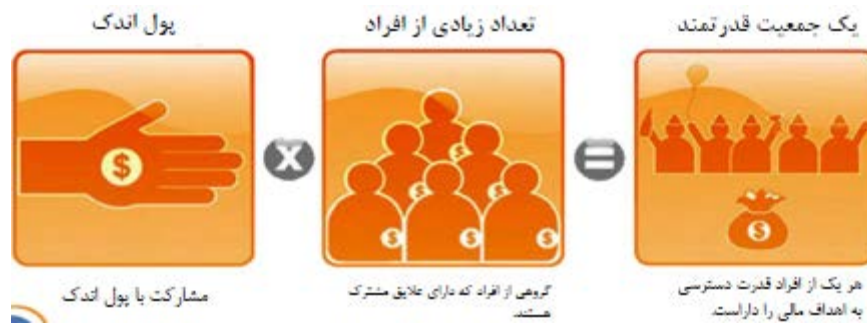 پول اندک
تعداد زیادی از افراد
یک جمعیت قدرتمند
$
X
$
$
$
$
$
=
$
مشارکت با پول اندک
گروهی از افراد که دارای علایق مشترک
هستند.
هر یک از افراد قدرت دسترسی
به اهداف مالی را داراست.